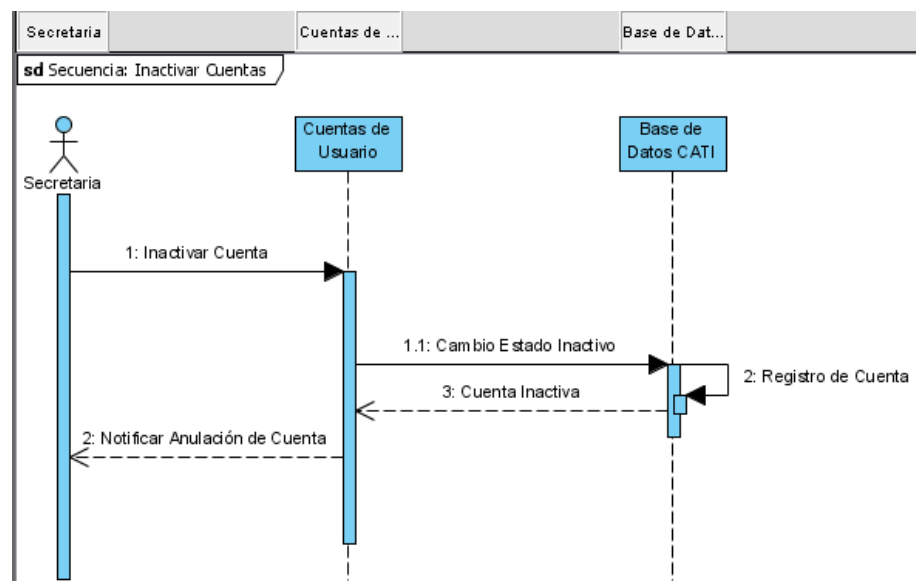 Secretaria
Cuentas de ...
Base de Dat...
sd Secuencia: Inactivar Cuentas
Cuentas de
Usuario
Base de
Datos CATI
Secretaria
1: Inactivar Cuenta
1.1: Cambio Estado Inactivo
2: Registro de Cuenta
3: Cuenta Inactiva
2: Notificar Anulación de Cuenta